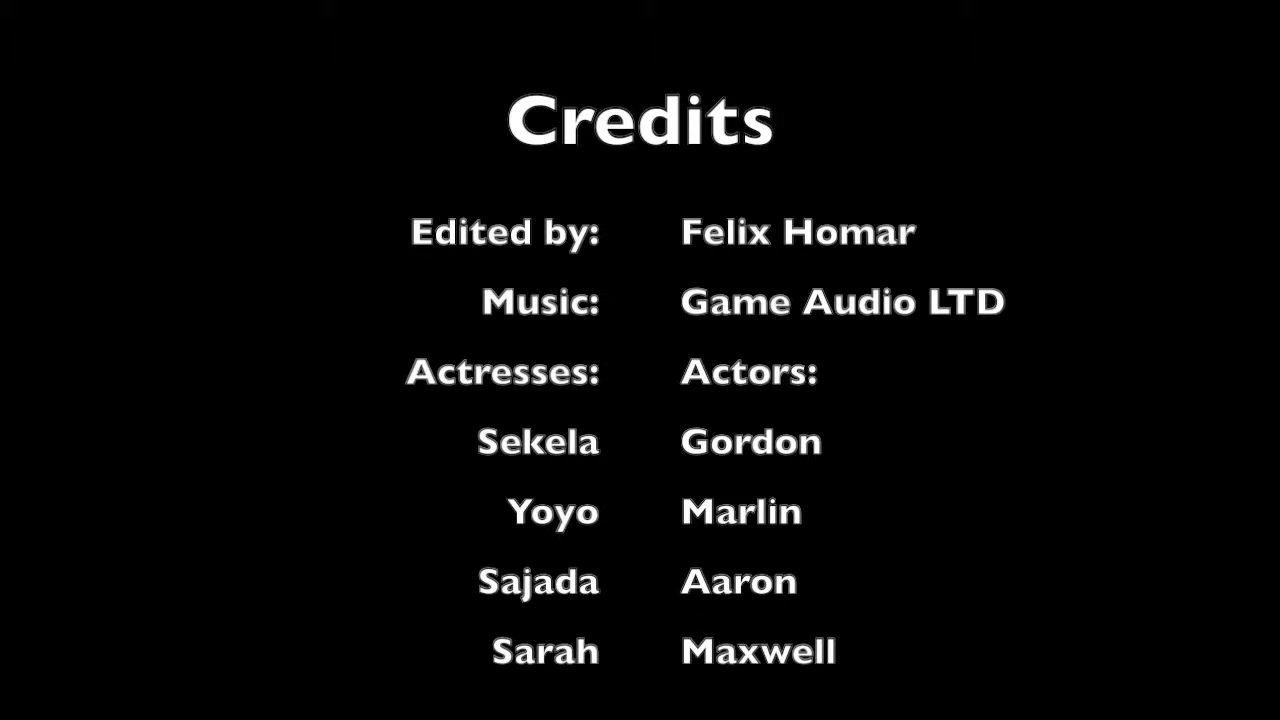 Credits
Edited by: Felix Homar
Music: Game Audio LTD
Actresses: Actors:
Sekela Gordon
Yoyo Marlin
Sajada Aaron
Sarah Maxwell